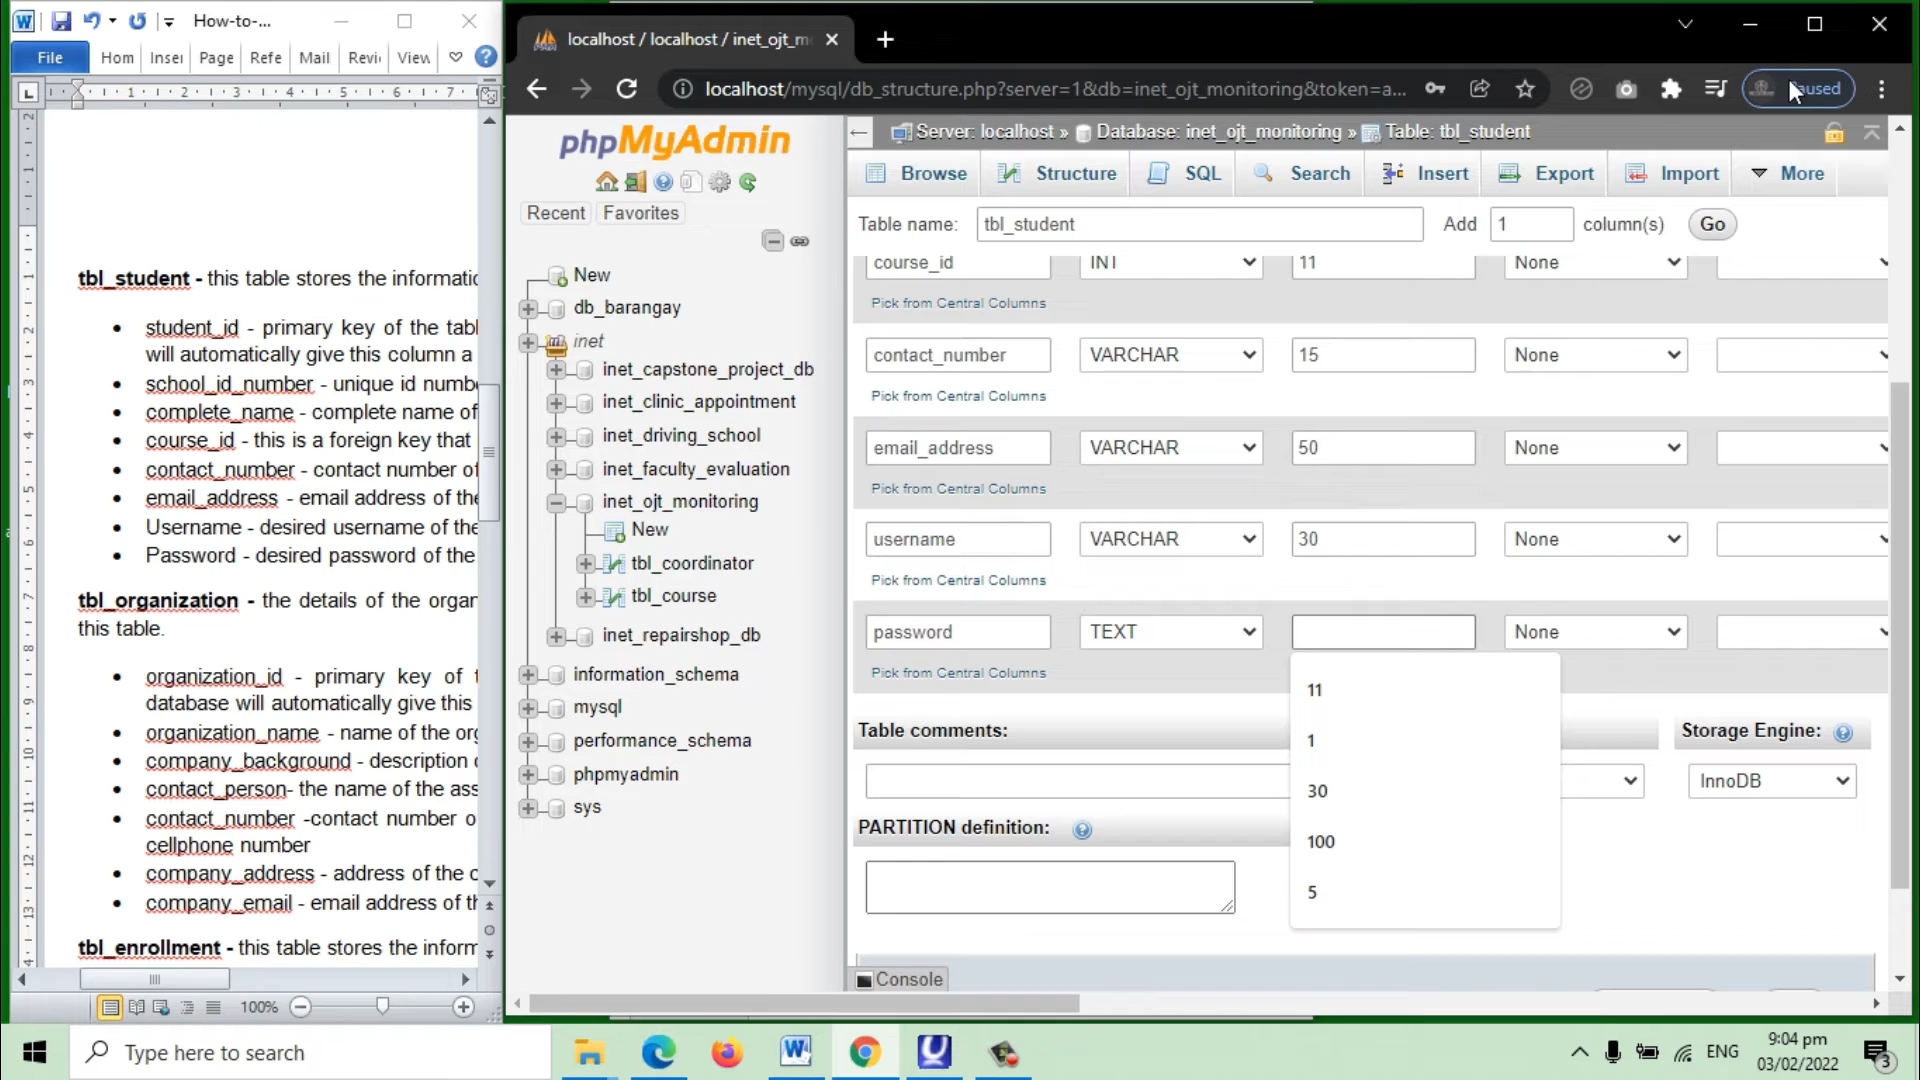 How-to-...
File Hom Insei Page Refe Mail Revi View
tbl_student - this table stores the informatic
student_id - primary key of the tabl
will automatically give this column a
school_id_number - unique id numbe
complete_name - complete name of
course_id - this is a foreign key that
contact_number - contact number of
email_address - email address of the
Username - desired username of the
Password - desired password of the
tbl_organization - the details of the organ
this table.
organization_id - primary key of t
database will automatically give this
organization_name - name of the org
company_background - description c
contact_person- the name of the ass
contact_number -contact number o
cellphone number
company_address - address of the c
company_email - email address of th
tbl_enrollment - this table stores the inform
100%
localhost / localhost / inet_ojt_m
localhost/mysql/db_structure.php?server=1&db=inet_ojt_monitoring&token=a...
aused
phpMyAdmin
Recent Favorites
New
db_barangay
inet
inet_capstone_project_db
inet_clinic_appointment
inet_driving_school
inet_faculty_evaluation
inet_ojt_monitoring
New
tbl_coordinator
tbl_course
inet_repairshop_db
information_schema
mysql
performance_schema
phpmyadmin
sys
Server: localhost » Database: inet_ojt_monitoring » Table: tbl_student
Browse Structure SQL Search Insert Export Import More
Table name: tbl_student Add 1 column(s) Go
course_id INT 11 None
Pick from Central Columns
contact_number VARCHAR 15 None
Pick from Central Columns
email_address VARCHAR 50 None
Pick from Central Columns
username VARCHAR 30 None
Pick from Central Columns
password TEXT None
Pick from Central Columns
11
1
30
100
5
Table comments: Storage Engine:
InnoDB
PARTITION definition:
Console
Type here to search
ENG
9:04 pm
03/02/2022
3